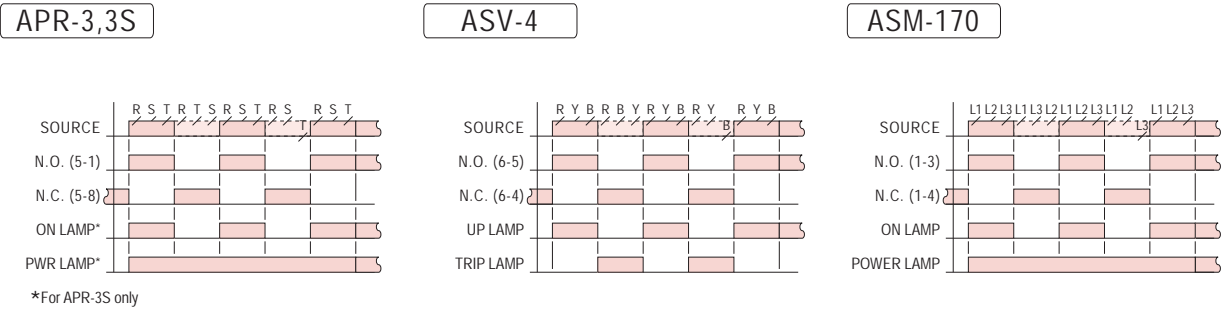 APR-3,3S
R S T R T S R S T R S T R S T
SOURCE
N.O. (5-1)
N.C. (5-8)
ON LAMP*
PWR LAMP*
*For APR-3S only
ASV-4
R Y B R B Y R Y B R Y B R Y B
SOURCE
N.O. (6-5)
N.C. (6-4)
UP LAMP
TRIP LAMP
ASM-170
L1 L2 L3 L1 L3 L2 L1 L2 L3 L1 L2 L3 L1 L2 L3
SOURCE
N.O. (1-3)
N.C. (1-4)
ON LAMP
POWER LAMP